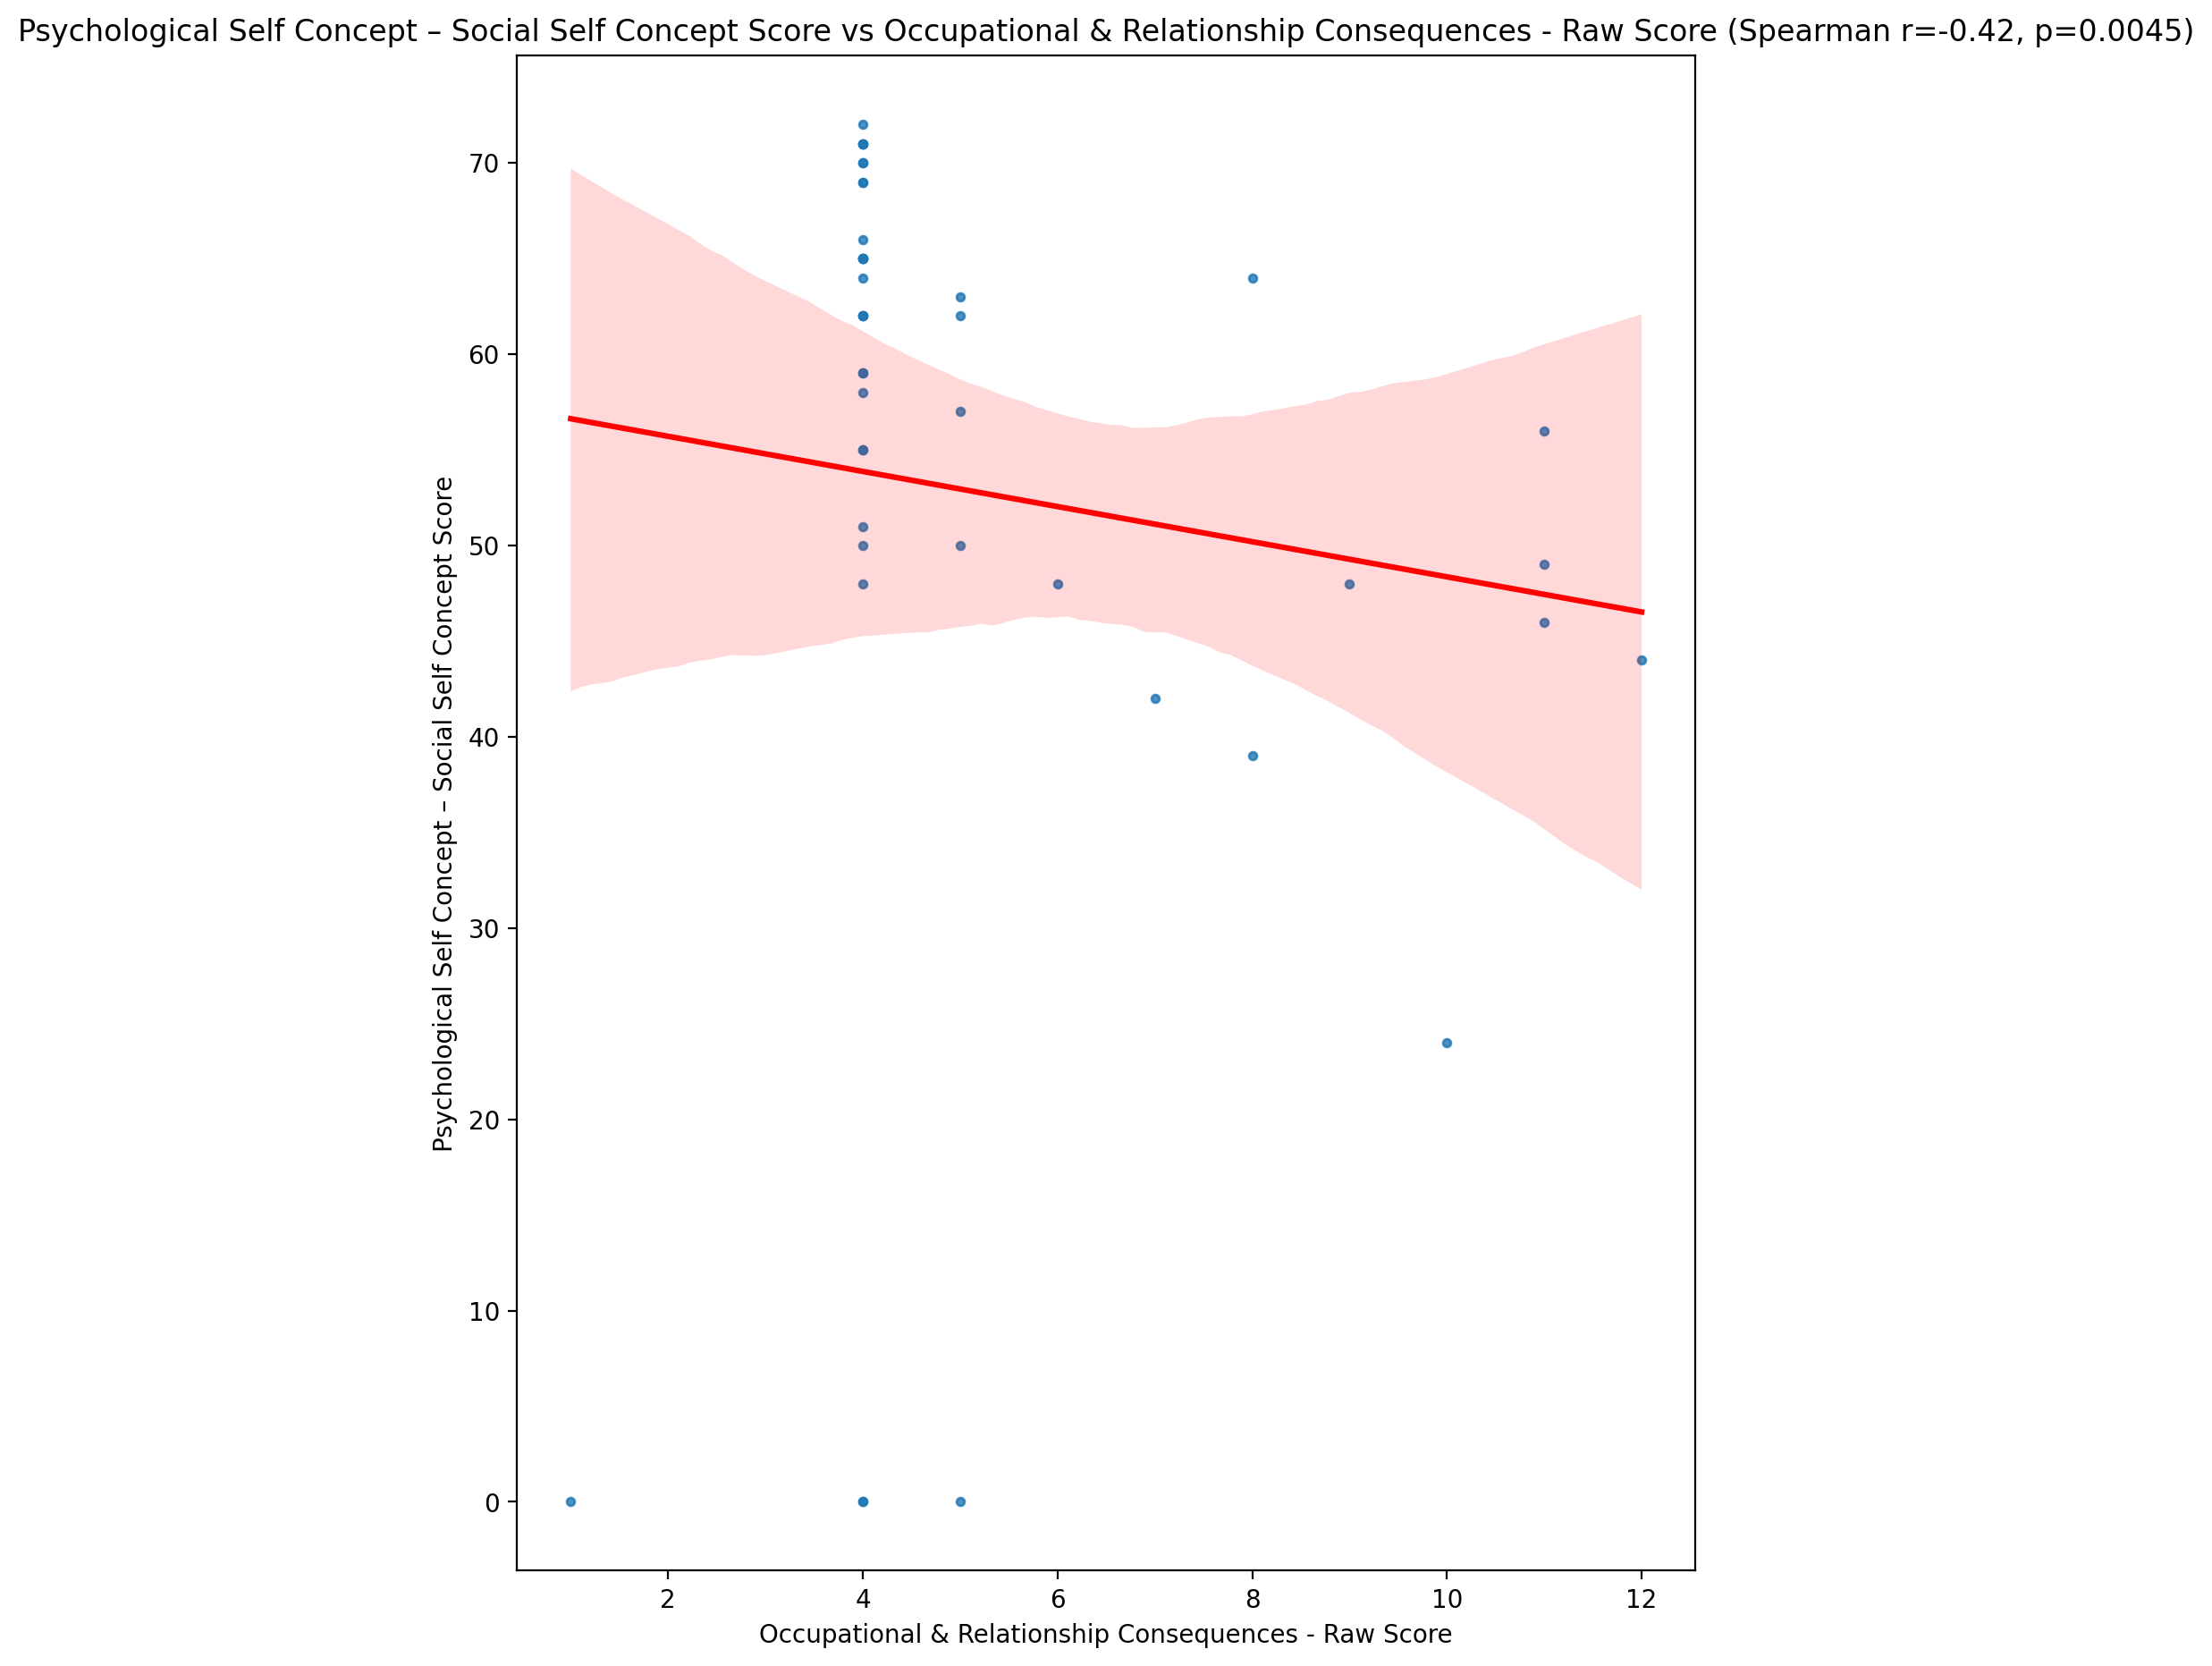 Psychological Self Concept – Social Self Concept Score vs Occupational & Relationship Consequences - Raw Score (Spearman r=-0.42, p=0.0045)
Psychological Self Concept – Social Self Concept Score
70
60
50
40
30
20
10
0
2 4 6 8 10 12
Occupational & Relationship Consequences - Raw Score